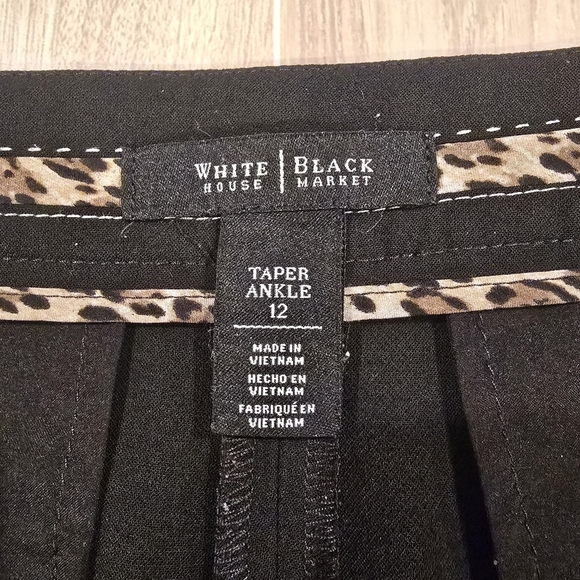 WHITE | BLACK
HOUSE | MARKET
TAPER
ANKLE
12
MADE IN
VIETNAM
HECHO EN
VIETNAM
FABRIQUÉ EN
VIETNAM